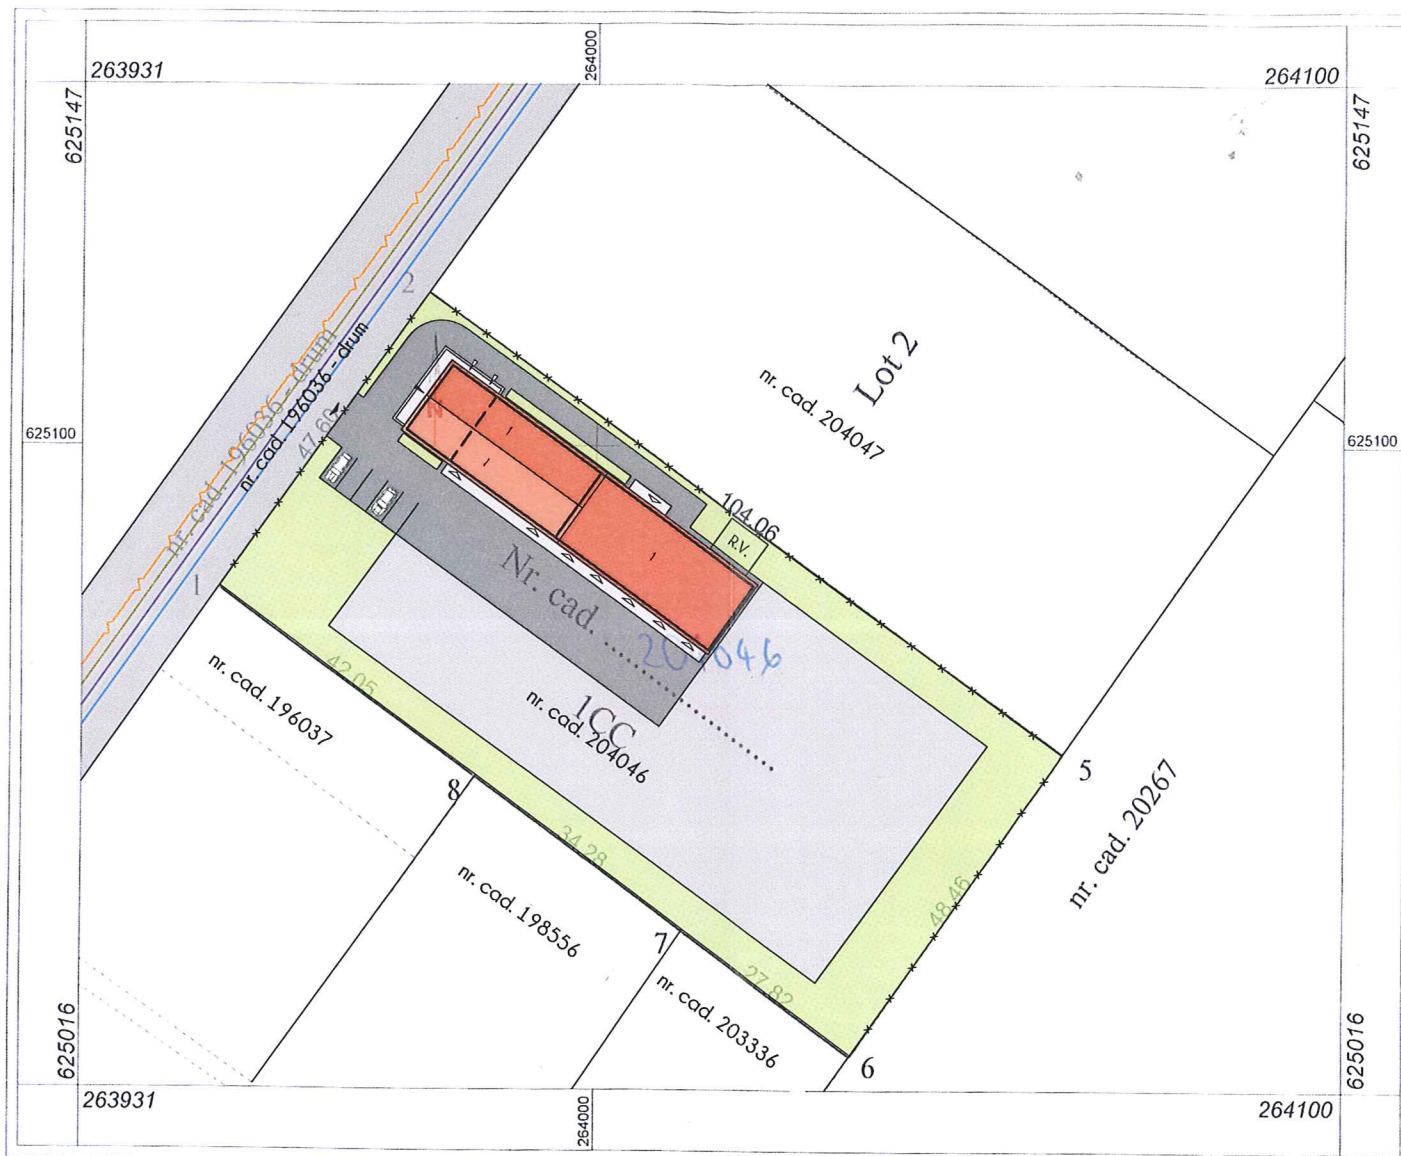 264000
263931
264100
625147
625147
2
nr. cad. 196036 - drum
nr. cad. 196036 - drum
47.60
Lot 2
nr. cad. 204047
625100
625100
N
104.06
R.V.
1
Nr. cad. ....................
204046
1CC
nr. cad. 204046
42.05
nr. cad. 196037
5
8
nr. cad. 20267
34.28
nr. cad. 198556
48.46
7
27.82
nr. cad. 203336
6
625016
625016
263931
264000
264100